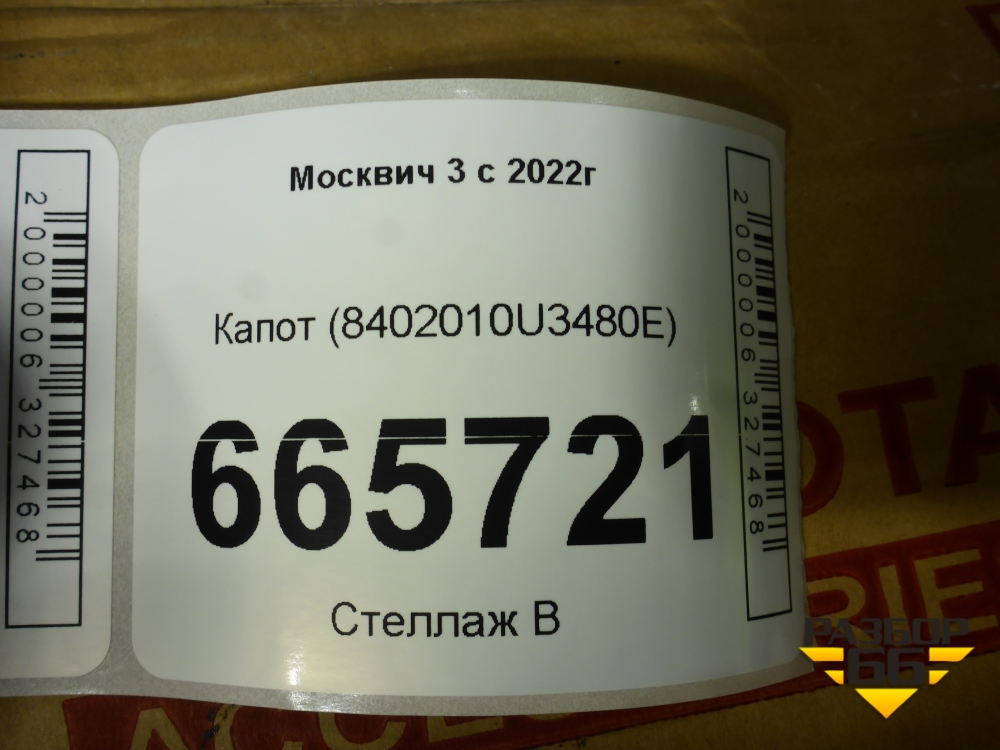 Москвич 3 с 2022г
Капот (8402010U3480E)
665721
Стеллаж В
2000006327468
2000006327468
РАЗБОР
66